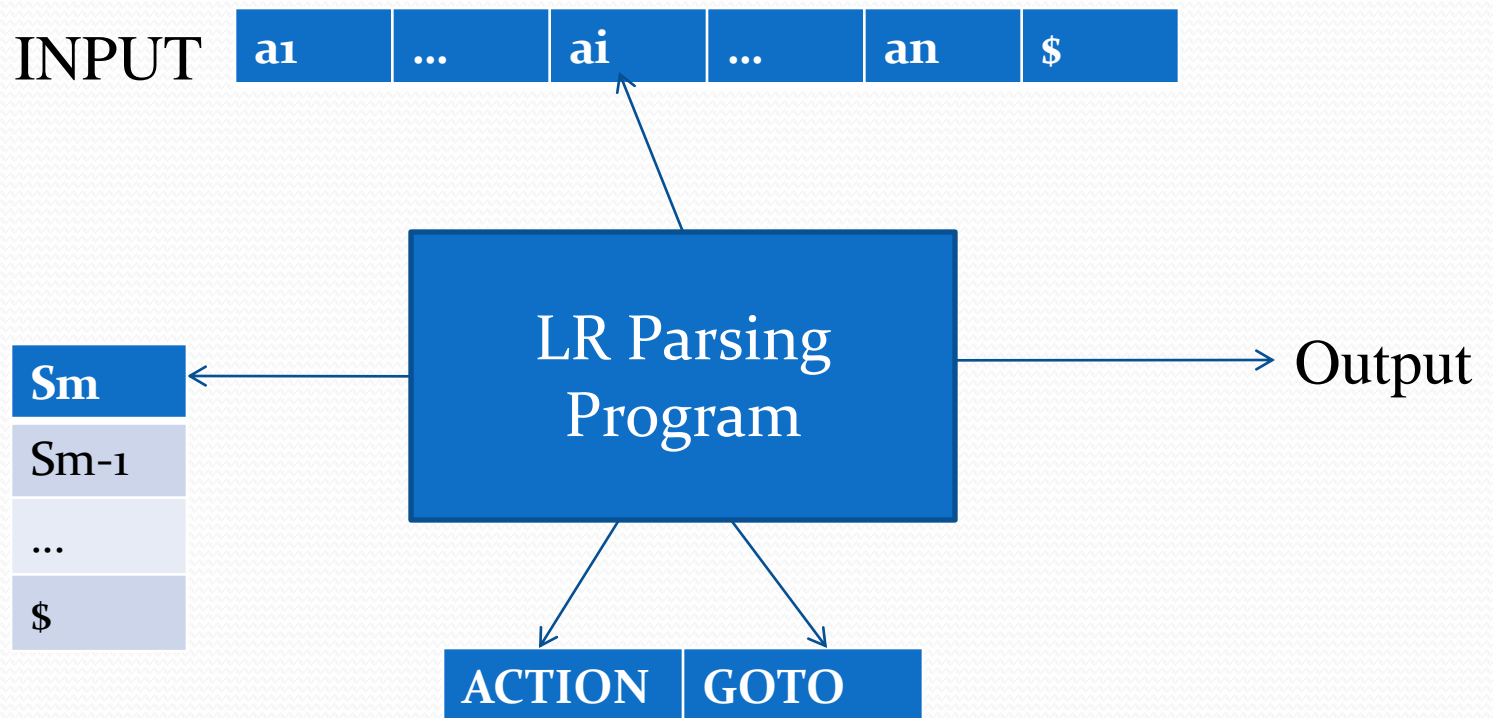 INPUT a1 ... ai ... an $
LR Parsing
Program
Output
Sm
Sm-1
...
$
ACTION GOTO